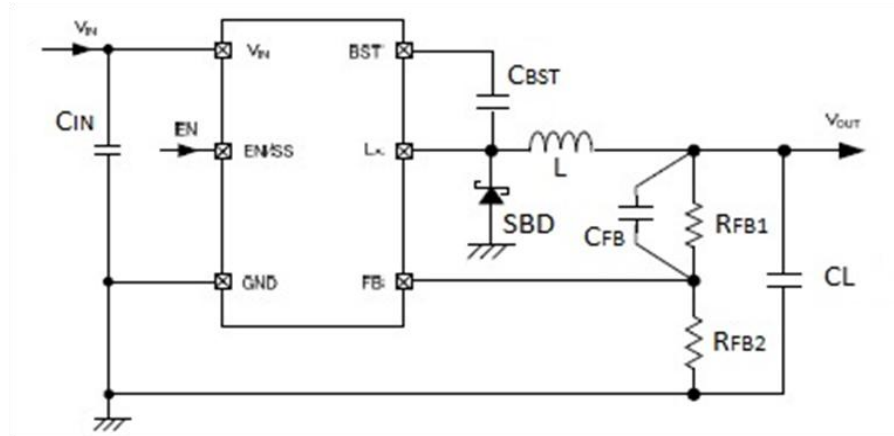 VIN
VIN
BST
CBST
CIN
EN
EN/SS
Lx
L
VOUT
SBD
CFB
RFB1
GND
FB
CL
RFB2